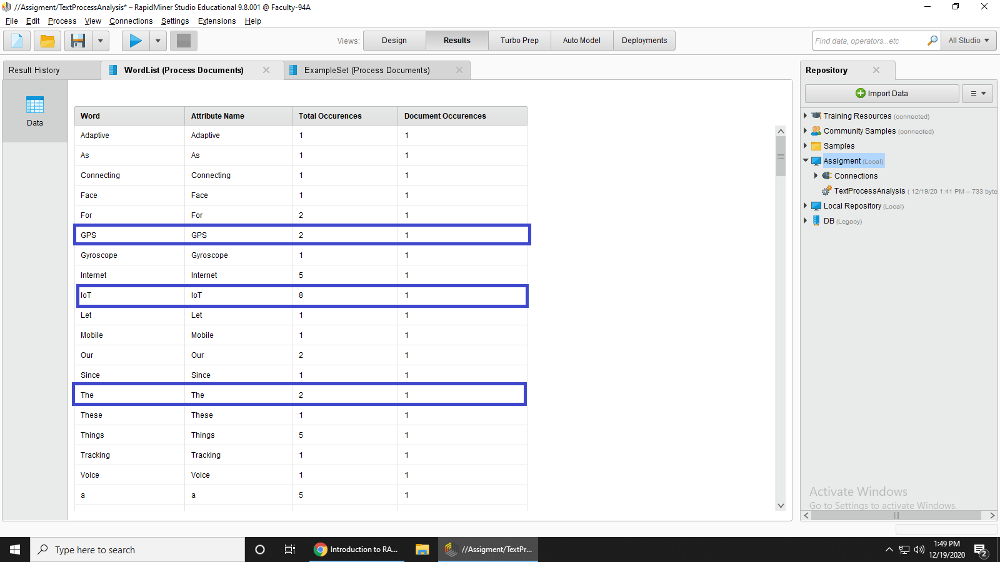 //Assigment/TextProcessAnalysis* – RapidMiner Studio Educational 9.8.001 @ Faculty-94A
File Edit Process View Connections Settings Extensions Help
Views: Design Results Turbo Prep Auto Model Deployments
Find data, operators...etc All Studio
Result History WordList (Process Documents) ExampleSet (Process Documents)
Data
Word Attribute Name Total Occurences Document Occurences
Adaptive Adaptive 1 1
As As 1 1
Connecting Connecting 1 1
Face Face 1 1
For For 2 1
GPS GPS 2 1
Gyroscope Gyroscope 1 1
Internet Internet 5 1
IoT IoT 8 1
Let Let 1 1
Mobile Mobile 1 1
Our Our 2 1
Since Since 1 1
The The 2 1
These These 1 1
Things Things 5 1
Tracking Tracking 1 1
Voice Voice 1 1
a a 5 1
Repository
Import Data
Training Resources (connected)
Community Samples (connected)
Samples
Assigment (Local)
Connections
TextProcessAnalysis ( 12/19/20 1:41 PM – 733 byte
Local Repository (Local)
DB (Legacy)
Activate Windows
Go to Settings to activate Windows.
Type here to search
Introduction to RA...
//Assigment/TextPr...
1:49 PM
12/19/2020
2